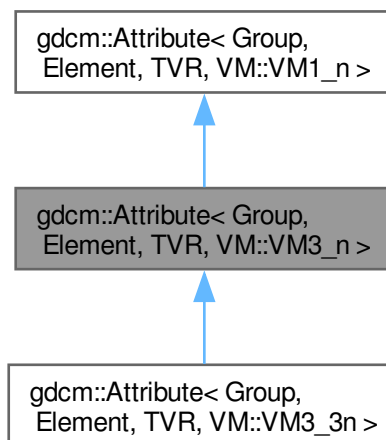 gdcm::Attribute< Group,
Element, TVR, VM::VM1_n >
gdcm::Attribute< Group,
Element, TVR, VM::VM3_n >
gdcm::Attribute< Group,
Element, TVR, VM::VM3_3n >